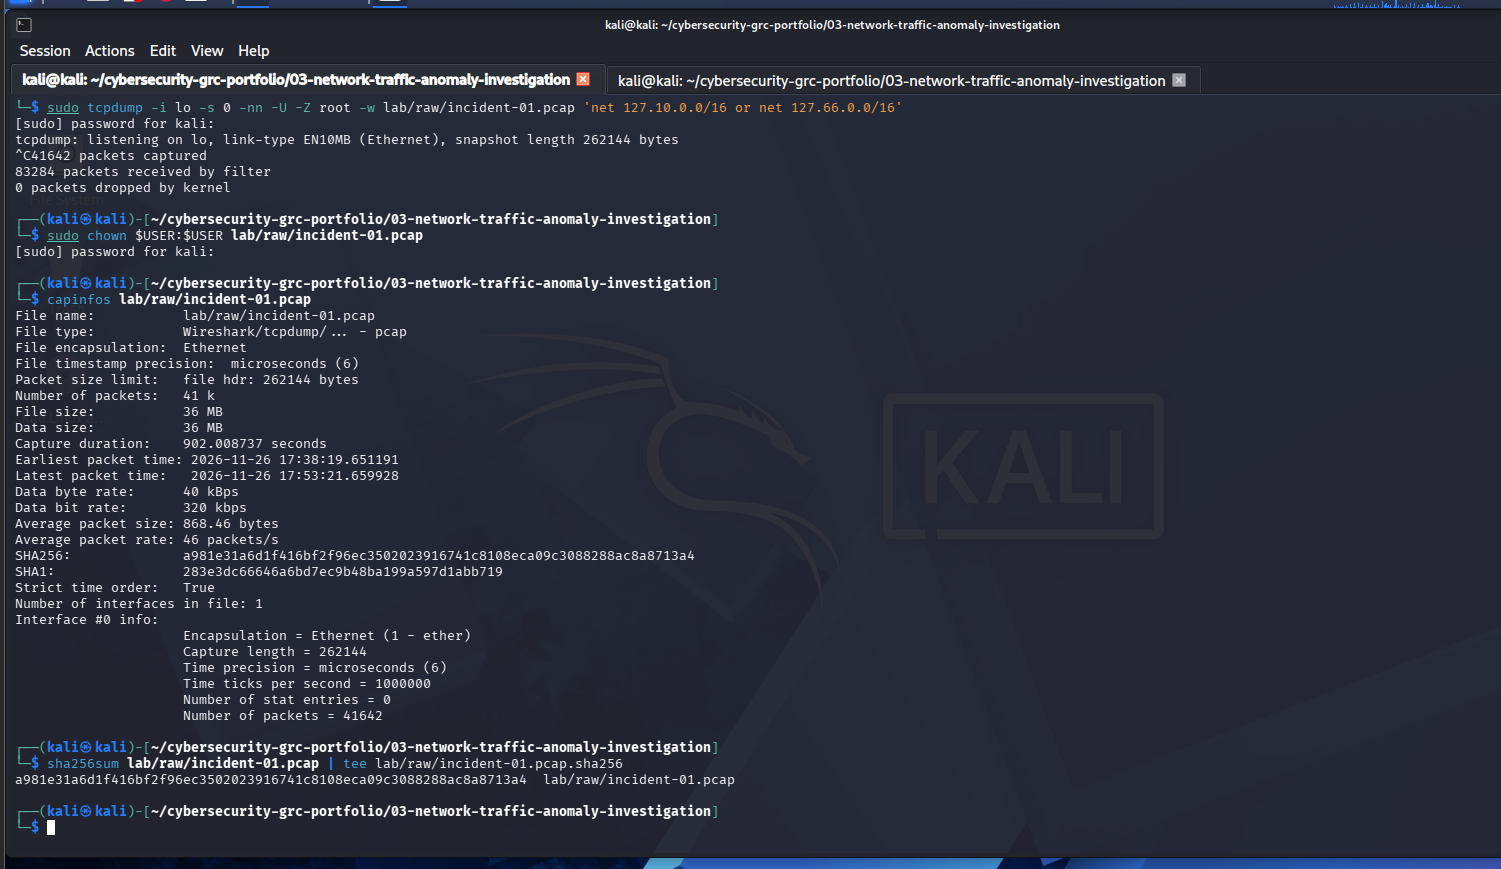 kali@kali: ~/cybersecurity-grc-portfolio/03-network-traffic-anomaly-investigation
Session Actions Edit View Help
kali@kali: ~/cybersecurity-grc-portfolio/03-network-traffic-anomaly-investigation kali@kali: ~/cybersecurity-grc-portfolio/03-network-traffic-anomaly-investigation
└─$ sudo tcpdump -i lo -s 0 -nn -U -Z root -w lab/raw/incident-01.pcap 'net 127.10.0.0/16 or net 127.66.0.0/16'
[sudo] password for kali:
tcpdump: listening on lo, link-type EN10MB (Ethernet), snapshot length 262144 bytes
^C41642 packets captured
83284 packets received by filter
0 packets dropped by kernel
File System
┌──(kali㉿kali)-[~/cybersecurity-grc-portfolio/03-network-traffic-anomaly-investigation]
└─$ sudo chown $USER:$USER lab/raw/incident-01.pcap
[sudo] password for kali:
┌──(kali㉿kali)-[~/cybersecurity-grc-portfolio/03-network-traffic-anomaly-investigation]
└─$ capinfos lab/raw/incident-01.pcap
File name: lab/raw/incident-01.pcap
File type: Wireshark/tcpdump/... - pcap
File encapsulation: Ethernet
File timestamp precision: microseconds (6)
Packet size limit: file hdr: 262144 bytes
Number of packets: 41 k
File size: 36 MB
Data size: 36 MB
Capture duration: 902.008737 seconds
Earliest packet time: 2026-11-26 17:38:19.651191
Latest packet time: 2026-11-26 17:53:21.659928
Data byte rate: 40 kBps
Data bit rate: 320 kbps
Average packet size: 868.46 bytes
Average packet rate: 46 packets/s
SHA256: a981e31a6d1f416bf2f96ec3502023916741c8108eca09c3088288ac8a8713a4
SHA1: 283e3dc66646a6bd7ec9b48ba199a597d1abb719
Strict time order: True
Number of interfaces in file: 1
Interface #0 info:
Encapsulation = Ethernet (1 - ether)
Capture length = 262144
Time precision = microseconds (6)
Time ticks per second = 1000000
Number of stat entries = 0
Number of packets = 41642
┌──(kali㉿kali)-[~/cybersecurity-grc-portfolio/03-network-traffic-anomaly-investigation]
└─$ sha256sum lab/raw/incident-01.pcap | tee lab/raw/incident-01.pcap.sha256
a981e31a6d1f416bf2f96ec3502023916741c8108eca09c3088288ac8a8713a4 lab/raw/incident-01.pcap
┌──(kali㉿kali)-[~/cybersecurity-grc-portfolio/03-network-traffic-anomaly-investigation]
└─$
KALI